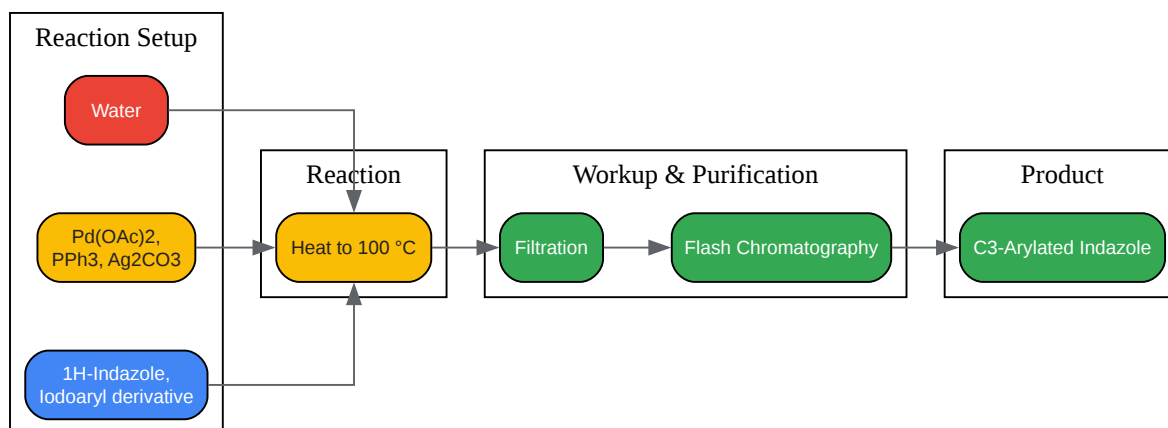 Reaction Setup
Water
Pd(OAc)2,
PPh3, Ag2CO3
1H-Indazole,
Iodoaryl derivative
Reaction
Heat to 100 °C
Workup & Purification
Filtration
Flash Chromatography
Product
C3-Arylated Indazole